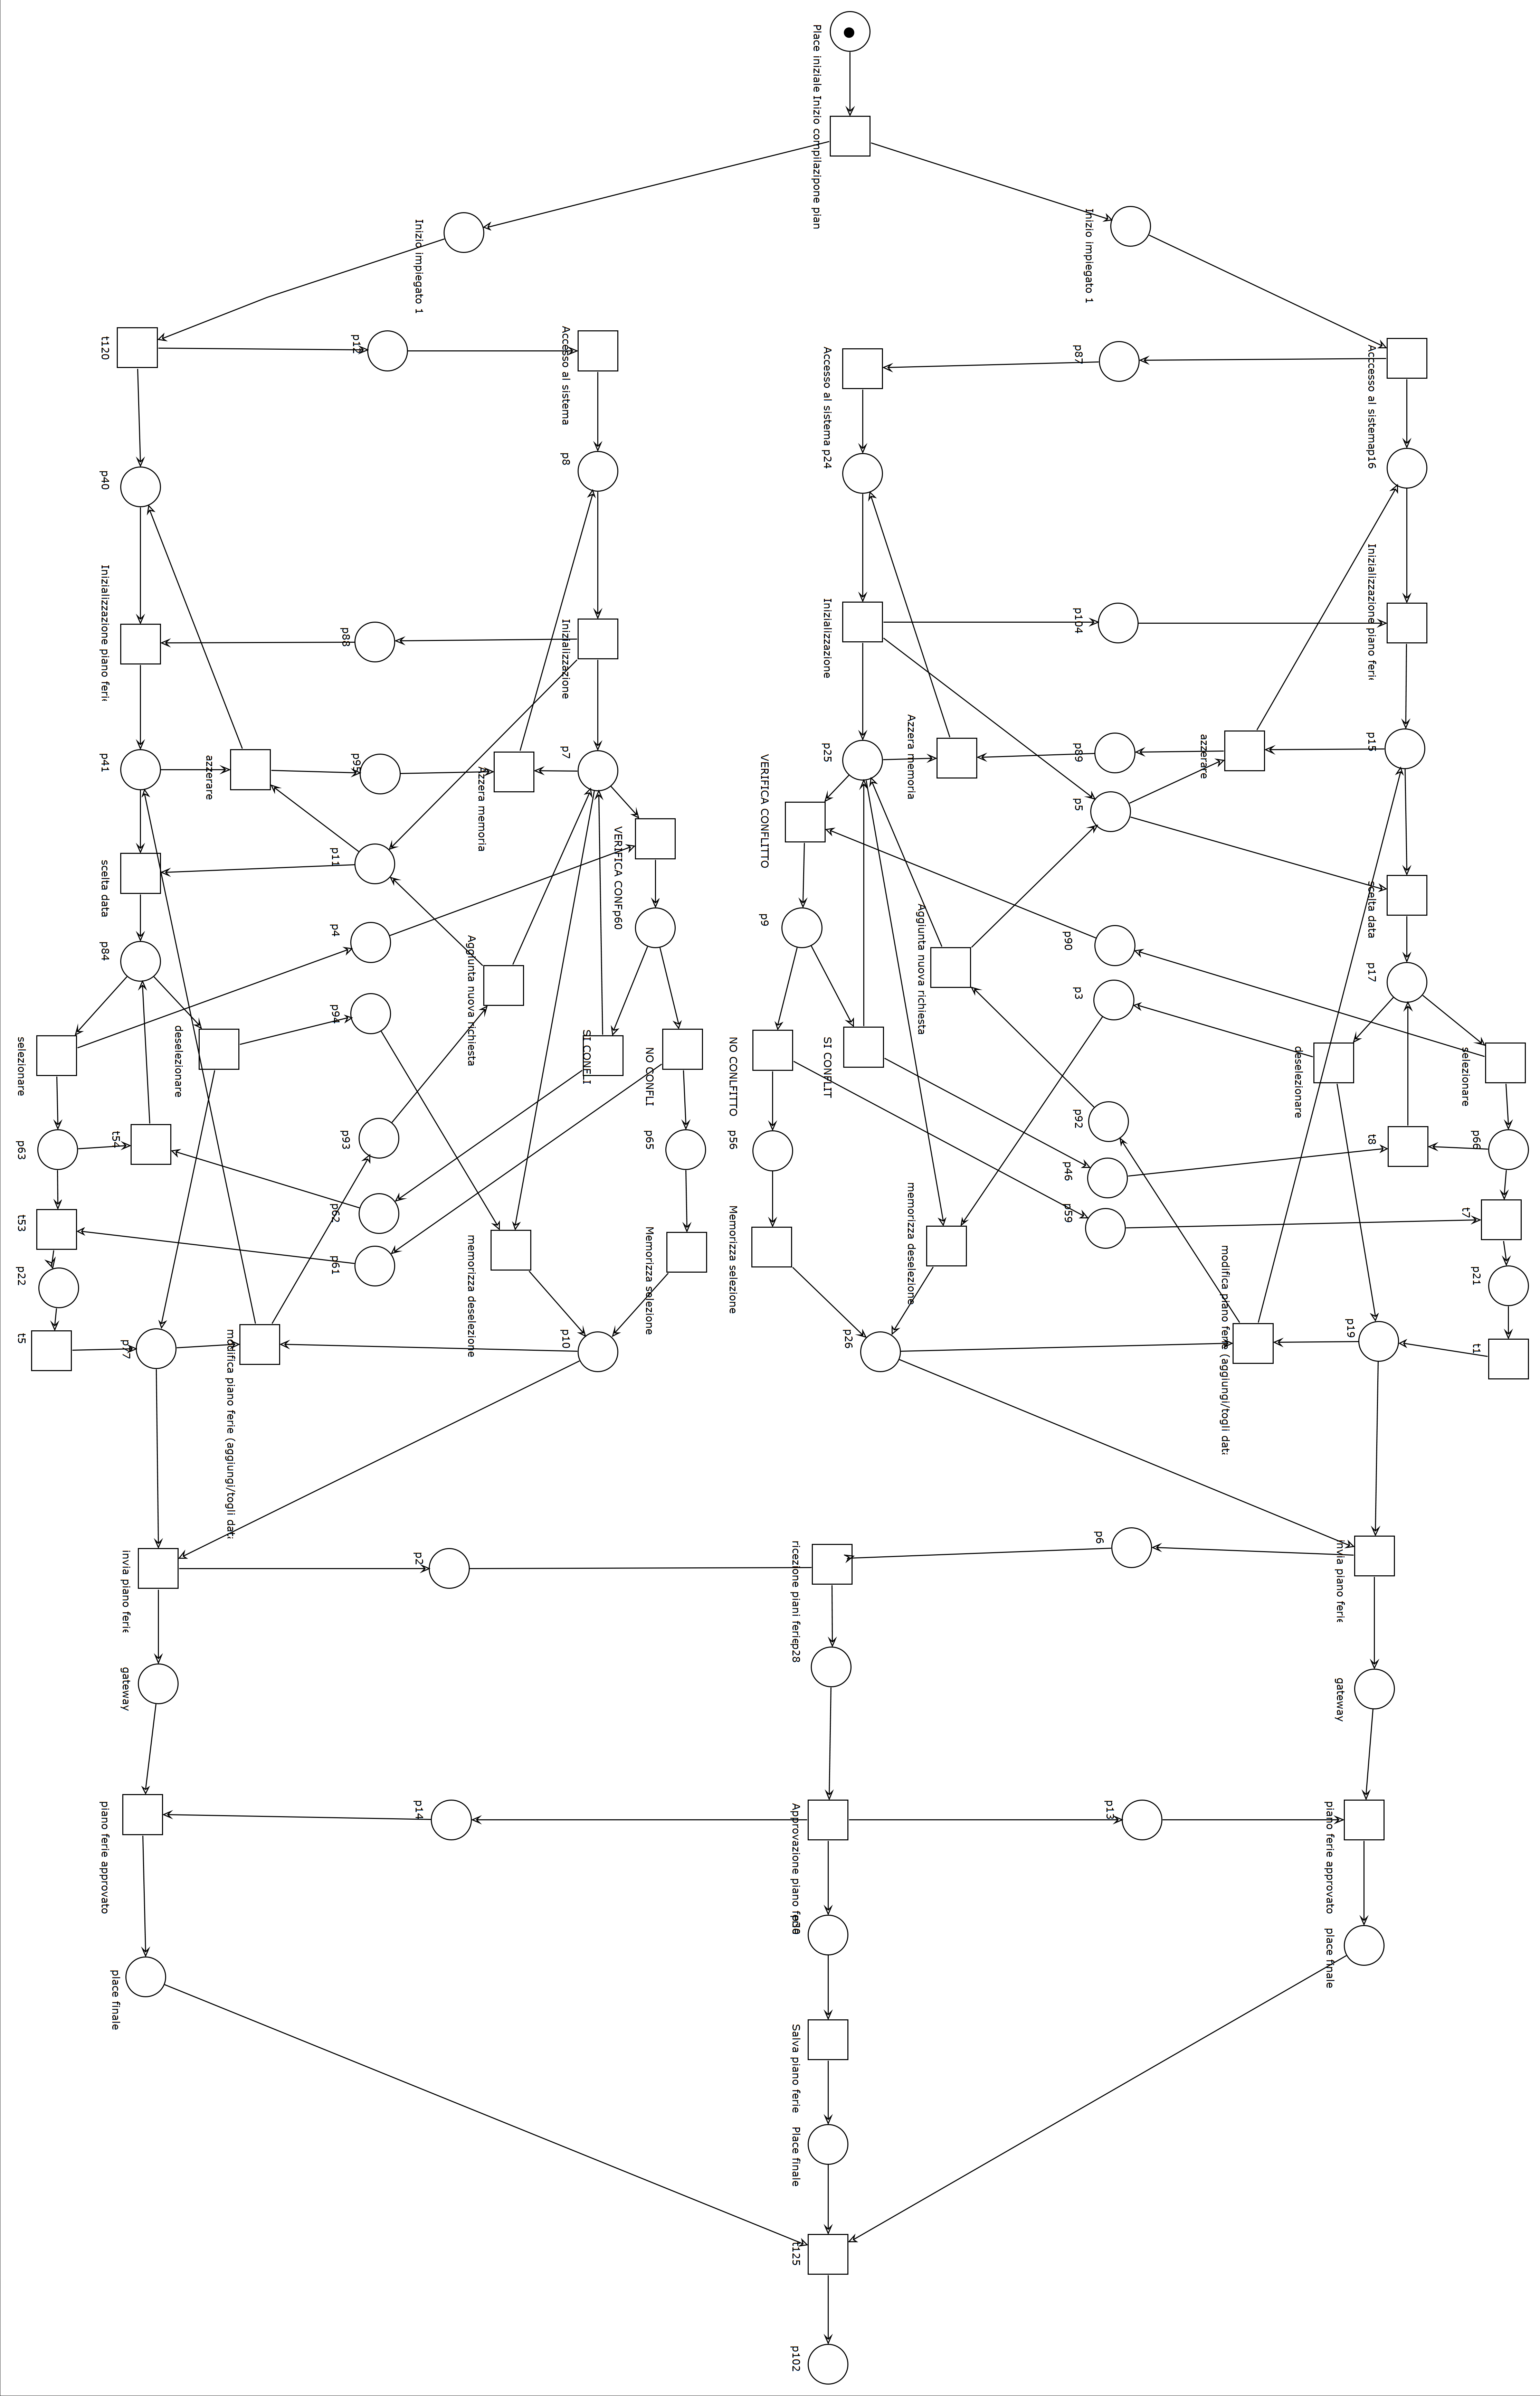 Place iniziale
Inizio compilazipone pian
Inizio impiegato 1
Inizio impiegato 1
t120
p12
Accesso al sistema
Accesso al sistema
p87
Acccesso al sistema
p40
p8
p24
p16
Inizializzazione piano ferie
p88
Inizializzazione
Inizializzazione
p104
Inizializzazione piano ferie
p41
azzerare
p95
Azzera memoria
p7
p25
Azzera memoria
p89
azzerare
p15
scelta data
p11
VERIFICA CONF
VERIFICA CONFLITTO
p5
scelta data
p84
p4
p60
p9
Aggiunta nuova richiesta
Aggiunta nuova richiesta
p90
p17
p94
p3
selezionare
deselezionare
SI CONFLI
NO CONFLI
NO CONLFITTO
SI CONFLIT
deselezionare
selezionare
p63
t54
p93
p65
p56
p92
t8
p66
p62
p46
t53
p61
memorizza deselezione
Memorizza selezione
Memorizza selezione
memorizza deselezione
p59
t7
p22
p21
t5
p77
modifica piano ferie (aggiungi/togli data
p10
p26
modifica piano ferie (aggiungi/togli data
p19
t1
invia piano ferie
p2
ricezione piani ferie
p6
invia piano ferie
gateway
p28
gateway
piano ferie approvato
p14
Approvazione piano ferie
p13
piano ferie approvato
place finale
place finale
Salva piano ferie
Place finale
t125
p102